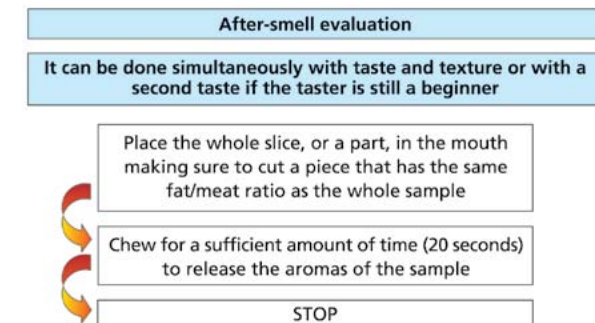 After-smell evaluation
It can be done simultaneously with taste and texture or with a
second taste if the taster is still a beginner
Place the whole slice, or a part, in the mouth
making sure to cut a piece that has the same
fat/meat ratio as the whole sample
Chew for a sufficient amount of time (20 seconds)
to release the aromas of the sample
STOP